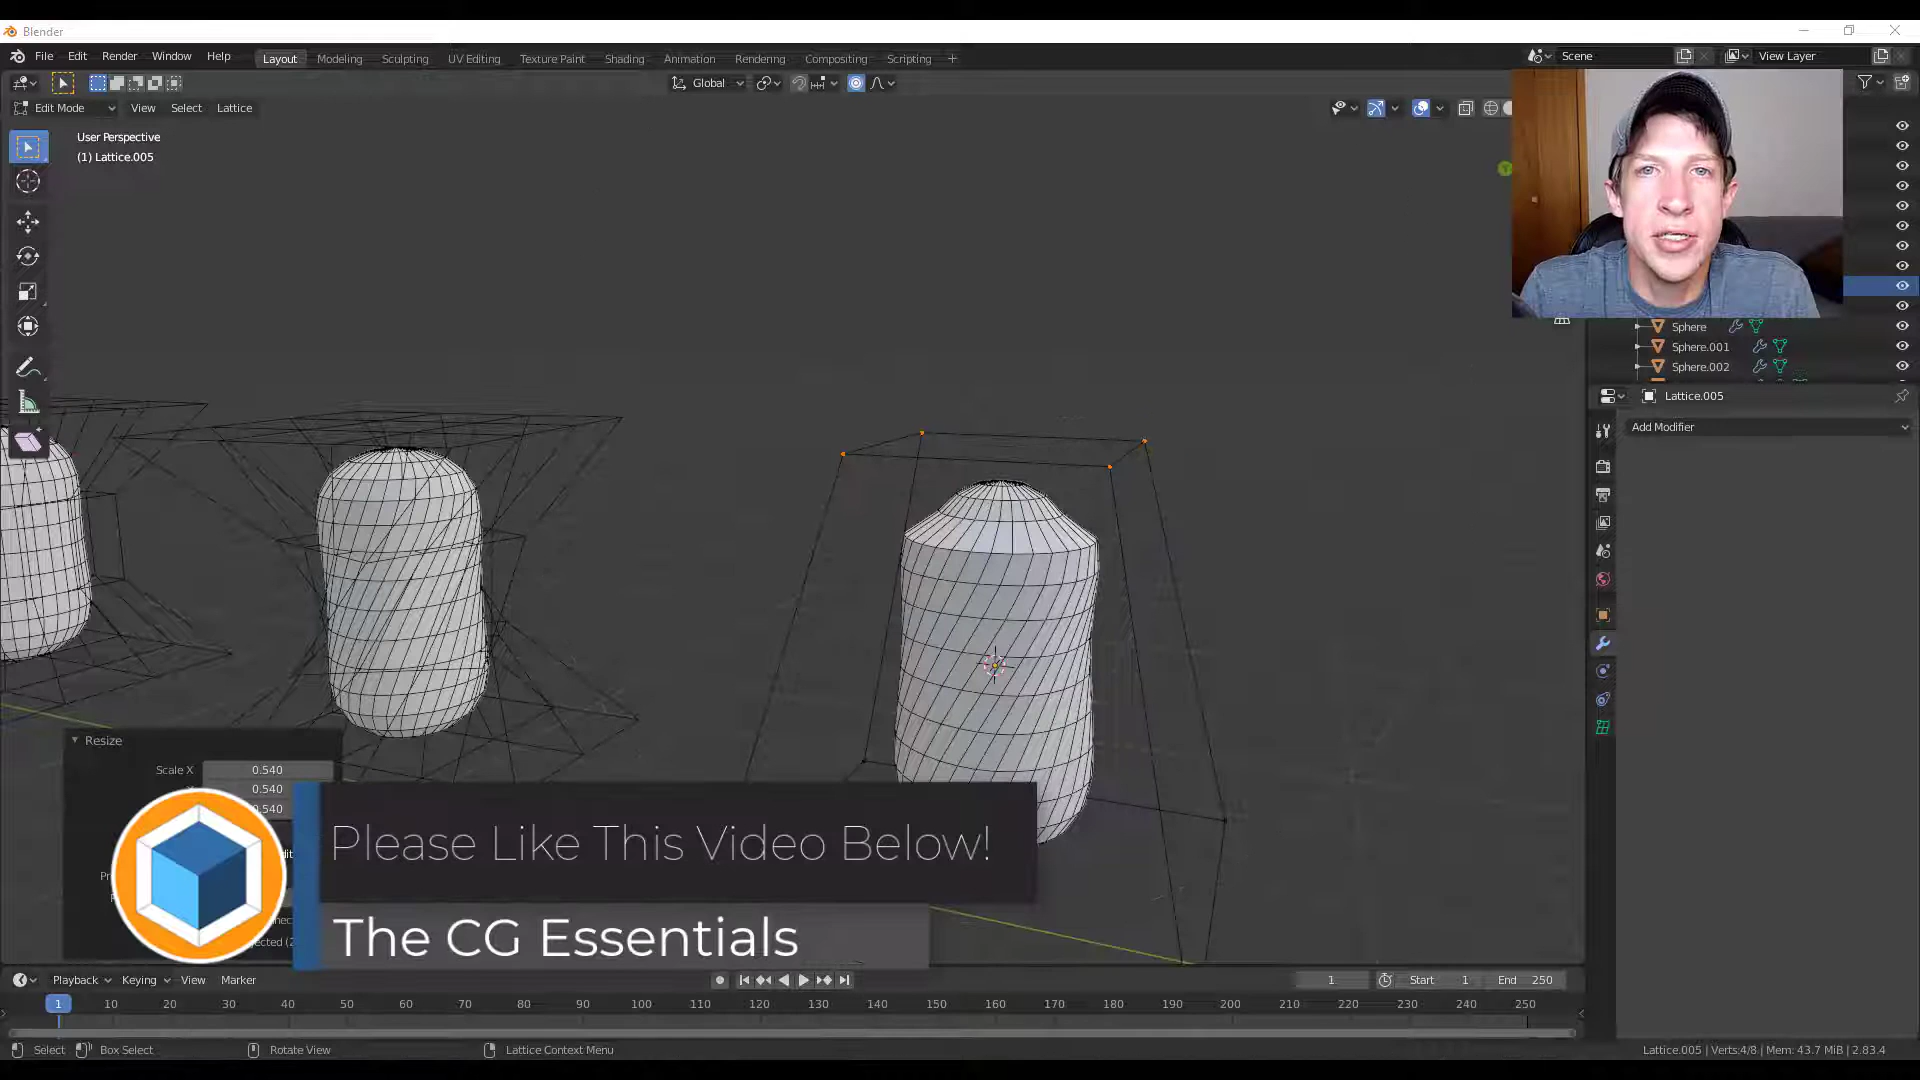 Blender
File Edit Render Window Help Layout Modeling Sculpting UV Editing Texture Paint Shading Animation Rendering Compositing Scripting + Scene View Layer
Global
Edit Mode View Select Lattice
User Perspective
(1) Lattice.005
Sphere
Sphere.001
Sphere.002
Lattice.005
Add Modifier
Resize
Scale X 0.540
0.540
0.540
Please Like This Video Below!
The CG Essentials
Playback Keying View Marker 1 Start 1 End 250
1 10 20 30 40 50 60 70 80 90 100 110 120 130 140 150 160 170 180 190 200 210 220 230 240 250
Select Box Select Rotate View Lattice Context Menu Lattice.005 | Verts:4/8 | Mem: 43.7 MiB | 2.83.4